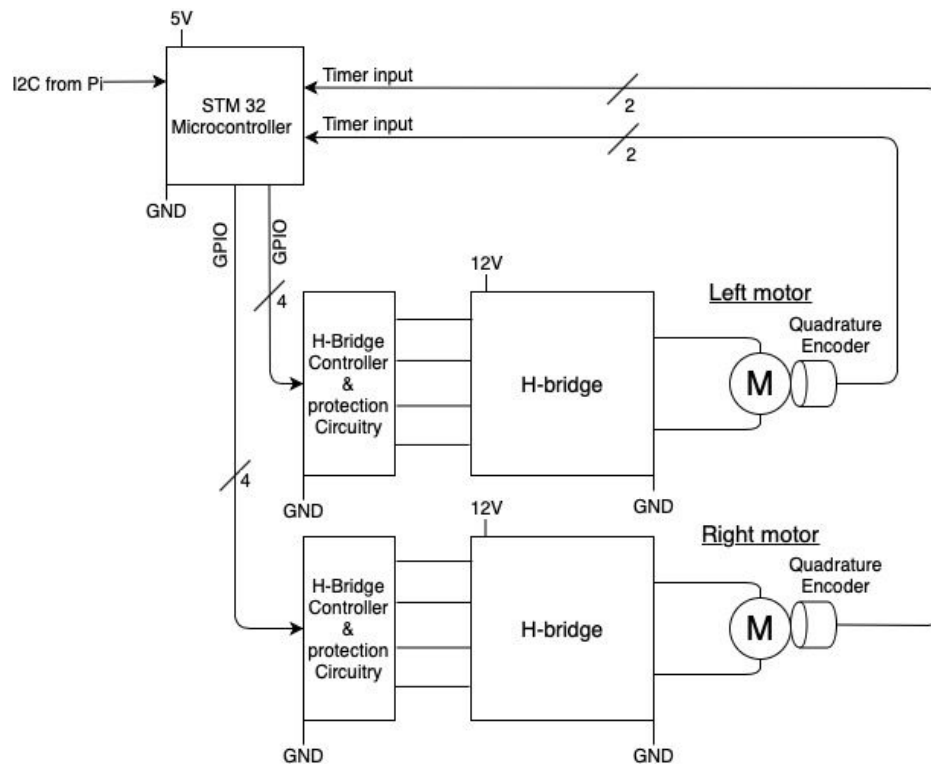 5V
I2C from Pi
STM 32
Microcontroller
Timer input
2
Timer input
2
GND
GPIO
GPIO
4
12V
Left motor
Quadrature
Encoder
H-Bridge
Controller
&
protection
Circuitry
H-bridge
M
4
GND
GND
12V
Right motor
Quadrature
Encoder
H-Bridge
Controller
&
protection
Circuitry
H-bridge
M
GND
GND